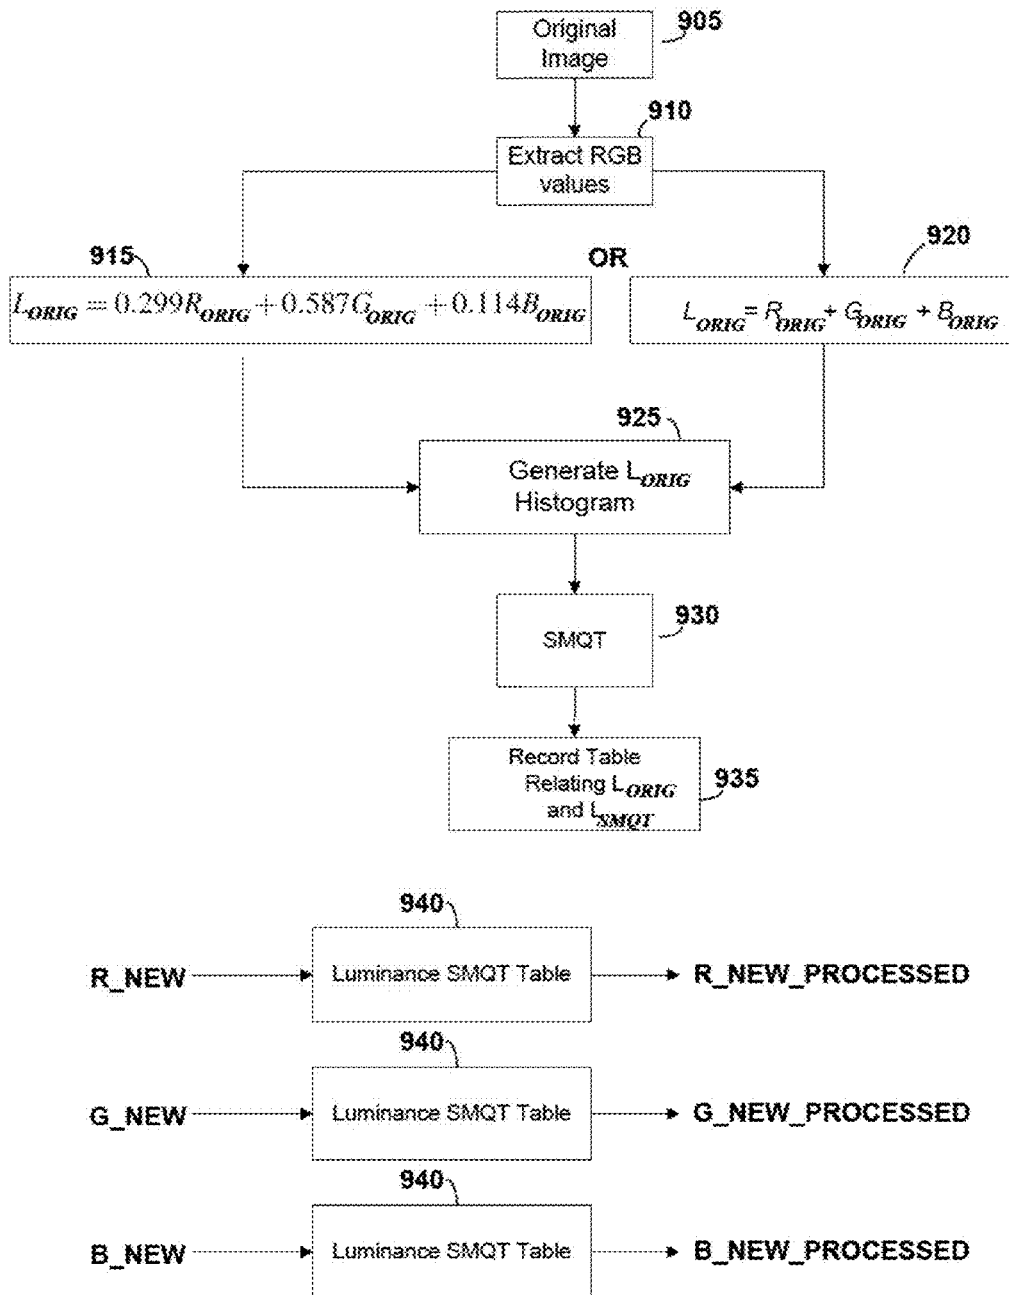 905
Original
Image
910
Extract RGB
values
915
OR
920
L_ORIG = 0.299R_ORIG + 0.587G_ORIG + 0.114B_ORIG
L_ORIG = R_ORIG + G_ORIG + B_ORIG
925
Generate L_ORIG
Histogram
930
SMQT
Record Table
Relating L_ORIG
and L_SMQT
935
940
R_NEW
Luminance SMQT Table
R_NEW_PROCESSED
940
G_NEW
Luminance SMQT Table
G_NEW_PROCESSED
940
B_NEW
Luminance SMQT Table
B_NEW_PROCESSED